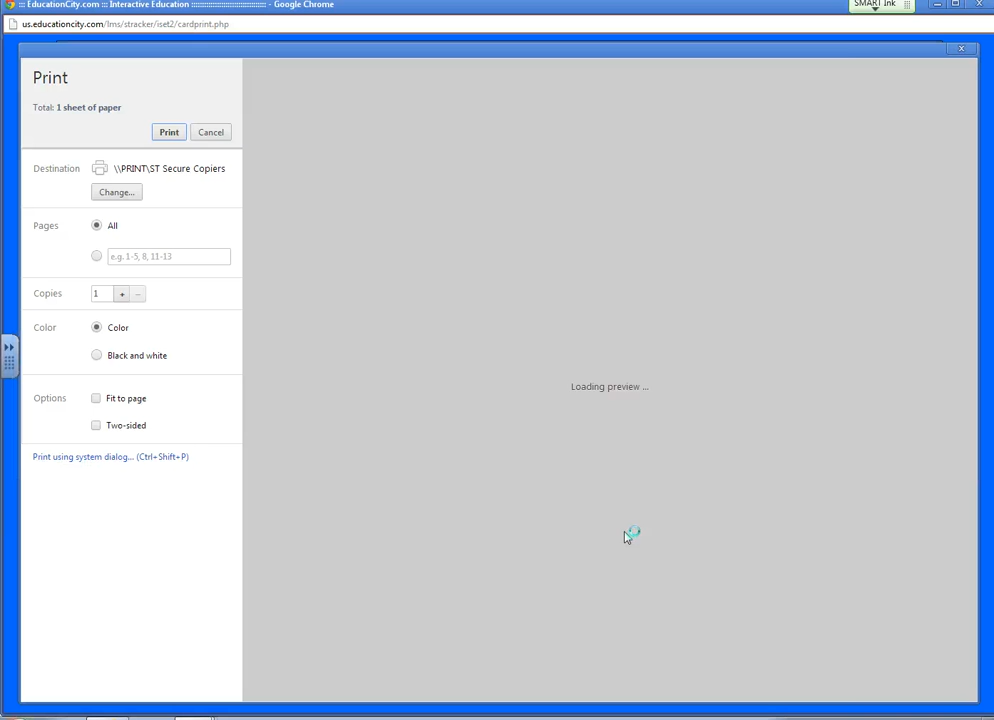 ::: EducationCity.com ::: Interactive Education :::::::::::::::::::::::::::::::::::::: - Google Chrome
SMART Ink
us.educationcity.com/lms/stracker/iset2/cardprint.php
Print
Total: 1 sheet of paper
Print Cancel
Destination \\PRINT\ST Secure Copiers
Change...
Pages All
e.g. 1-5, 8, 11-13
Copies 1 + -
Color Color
Black and white
Options Fit to page
Two-sided
Print using system dialog... (Ctrl+Shift+P)
Loading preview ...